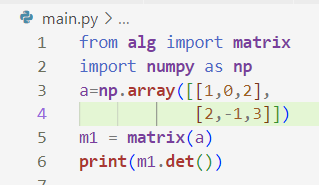 main.py > ...
1 from alg import matrix
2 import numpy as np
3 a=np.array([[1,0,2],
4 [2,-1,3]])
5 m1 = matrix(a)
6 print(m1.det())